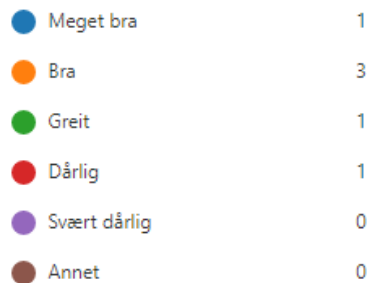 Meget bra 1
Bra 3
Greit 1
Dårlig 1
Svært dårlig 0
Annet 0